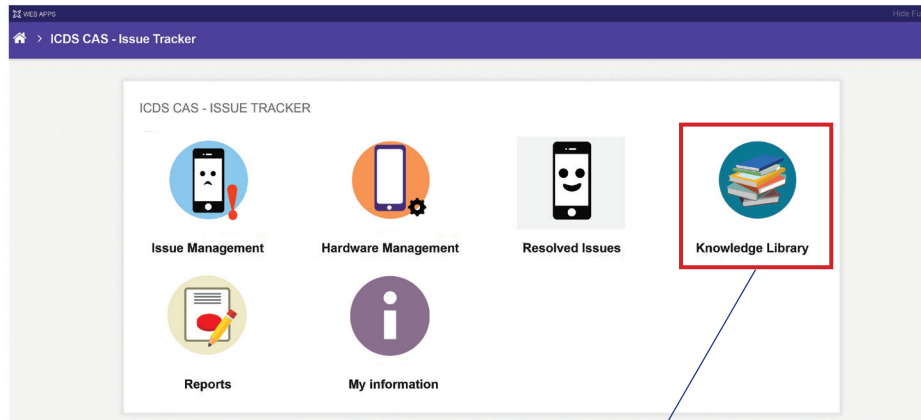 WEB APPS
Hide Fu
> ICDS CAS - Issue Tracker
ICDS CAS - ISSUE TRACKER
Issue Management
Hardware Management
Resolved Issues
Knowledge Library
Reports
My information